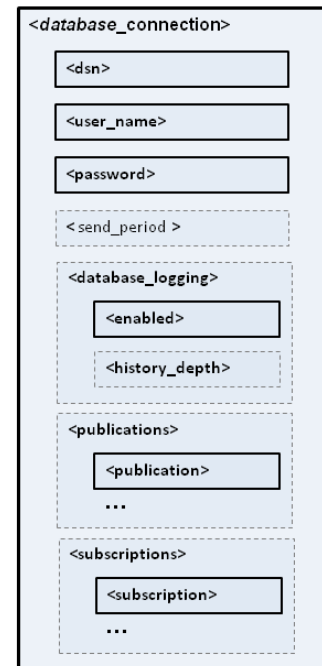 <database_connection>
<dsn>
<user_name>
<password>
< send_period >
<database_logging>
<enabled>
<history_depth>
<publications>
<publication>
...
<subscriptions>
<subscription>
...